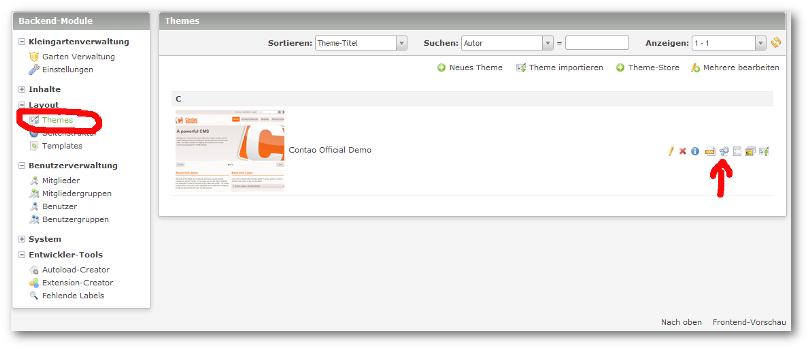 Backend-Module
Kleingartenverwaltung
Garten Verwaltung
Einstellungen
Inhalte
Layout
Themes
Seitenstruktur
Templates
Benutzerverwaltung
Mitglieder
Mitgliedergruppen
Benutzer
Benutzergruppen
System
Entwickler-Tools
Autoload-Creator
Extension-Creator
Fehlende Labels
Themes
Sortieren: Theme-Titel Suchen: Autor = Anzeigen: 1 - 1
Neues Theme Theme importieren Theme-Store Mehrere bearbeiten
C
A powerful CMS
Contao Official Demo
Nach oben Frontend-Vorschau